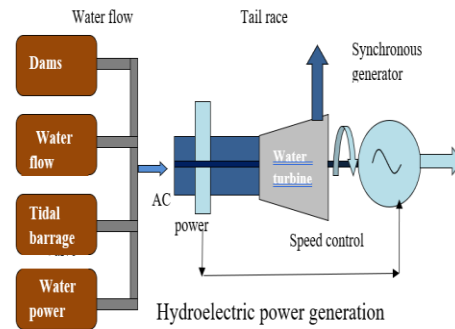 Water flow
Tail race
Dams
Synchronous
generator
Water
flow
Water
turbine
AC
Tidal
barrage
power
Speed control
Water
power
Hydroelectric power generation